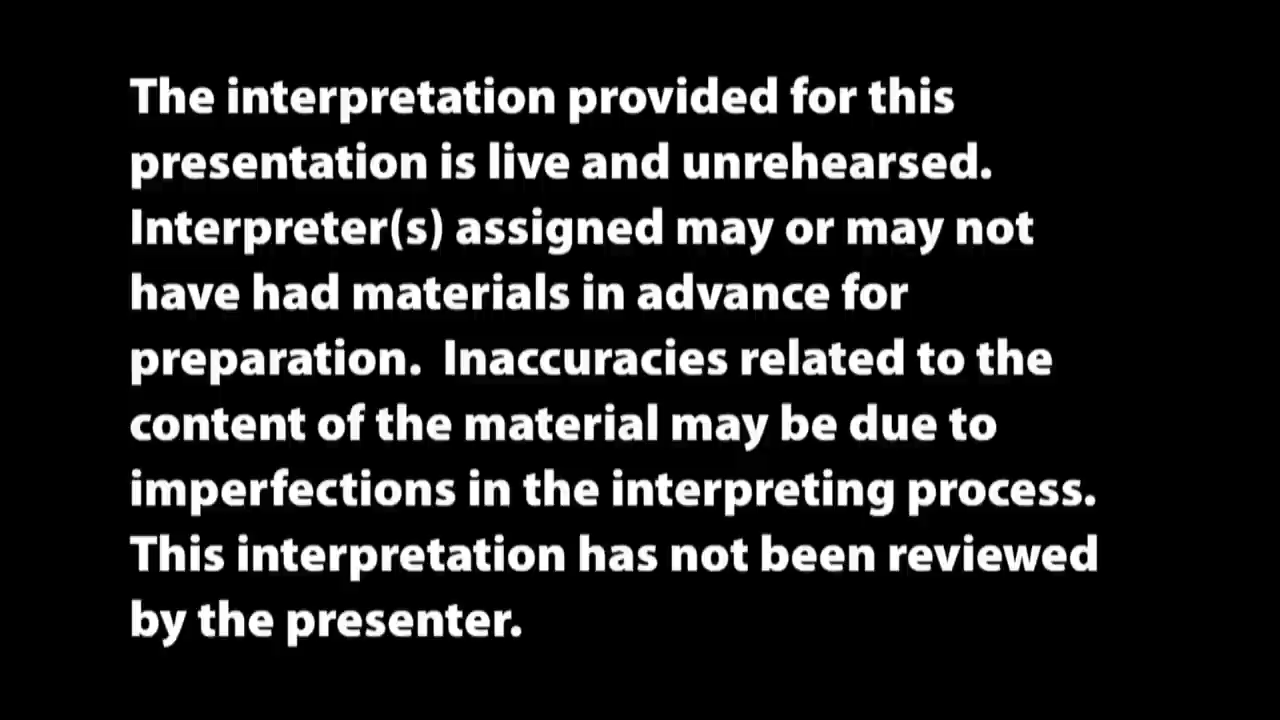 The interpretation provided for this
presentation is live and unrehearsed.
Interpreter(s) assigned may or may not
have had materials in advance for
preparation.  Inaccuracies related to the
content of the material may be due to
imperfections in the interpreting process.
This interpretation has not been reviewed
by the presenter.